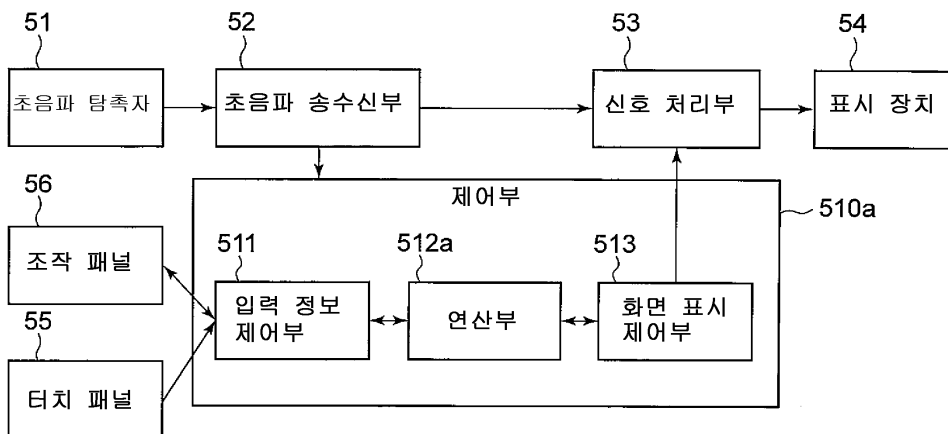 51
52
53
54
초음파 탐촉자
초음파 송수신부
신호 처리부
표시 장치
제어부
510a
56
조작 패널
511
512a
513
입력 정보
제어부
연산부
화면 표시
제어부
55
터치 패널